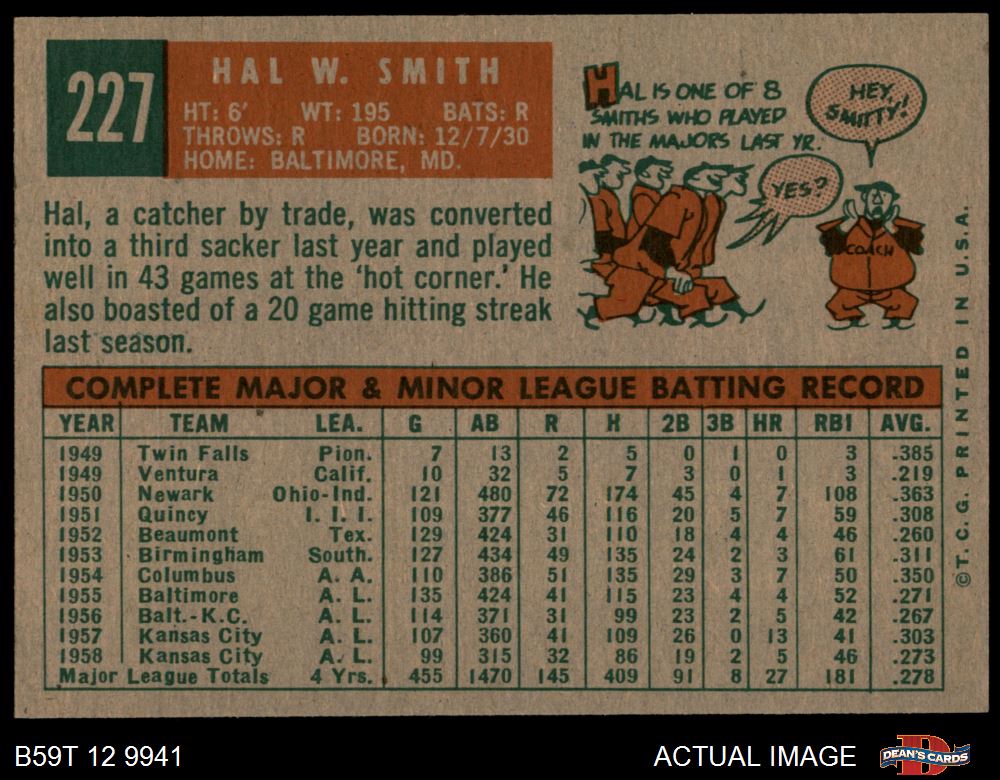 227
HAL W. SMITH
HT: 6' WT: 195 BATS: R
THROWS: R BORN: 12/7/30
HOME: BALTIMORE, MD.
HAL IS ONE OF 8
SMITHS WHO PLAYED
IN THE MAJORS LAST YR.
HEY,
SMITTY!
YES?
COACH
Hal, a catcher by trade, was converted
into a third sacker last year and played
well in 43 games at the 'hot corner.' He
also boasted of a 20 game hitting streak
last season.
COMPLETE MAJOR & MINOR LEAGUE BATTING RECORD
YEAR TEAM LEA. G AB R H 2B 3B HR RBI AVG.
1949 Twin Falls Pion. 7 13 2 5 0 1 0 3 .385
1949 Ventura Calif. 10 32 5 7 3 0 1 3 .219
1950 Newark Ohio-Ind. 121 480 72 174 45 4 7 108 .363
1951 Quincy I. I. I. 109 377 46 116 20 5 7 59 .308
1952 Beaumont Tex. 129 424 31 110 18 4 4 46 .260
1953 Birmingham South. 127 434 49 135 24 2 3 61 .311
1954 Columbus A. A. 110 386 51 135 29 3 7 50 .350
1955 Baltimore A. L. 135 424 41 115 23 4 4 52 .271
1956 Balt.-K.C. A. L. 114 371 31 99 23 2 5 42 .267
1957 Kansas City A. L. 107 360 41 109 26 0 13 41 .303
1958 Kansas City A. L. 99 315 32 86 19 2 5 46 .273
Major League Totals 4 Yrs. 455 1470 145 409 91 8 27 181 .278
©T. C. G. PRINTED IN U.S.A.
B59T 12 9941
ACTUAL IMAGE
D
DEAN'S CARDS